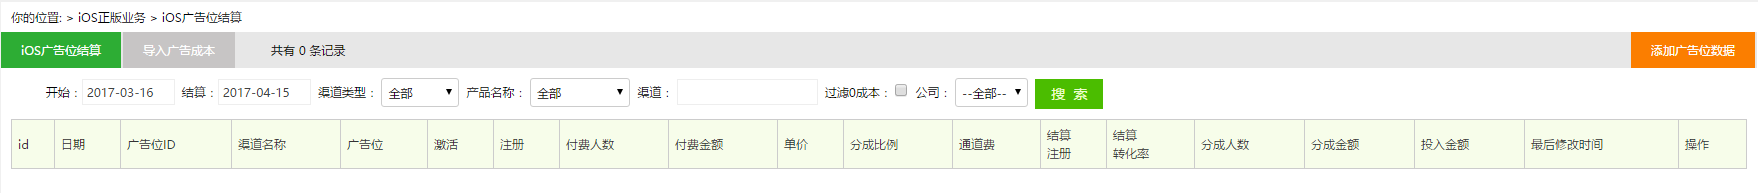 你的位置: > iOS正版业务 > iOS广告位结算
iOS广告位结算 导入广告成本 共有 0 条记录 添加广告位数据
开始： 2017-03-16 结算： 2017-04-15 渠道类型： 全部 产品名称： 全部 渠道： 过滤0成本： 公司： --全部-- 搜 索
id 日期 广告位ID 渠道名称 广告位 激活 注册 付费人数 付费金额 单价 分成比例 通道费 结算 注册 结算 转化率 分成人数 分成金额 投入金额 最后修改时间 操作